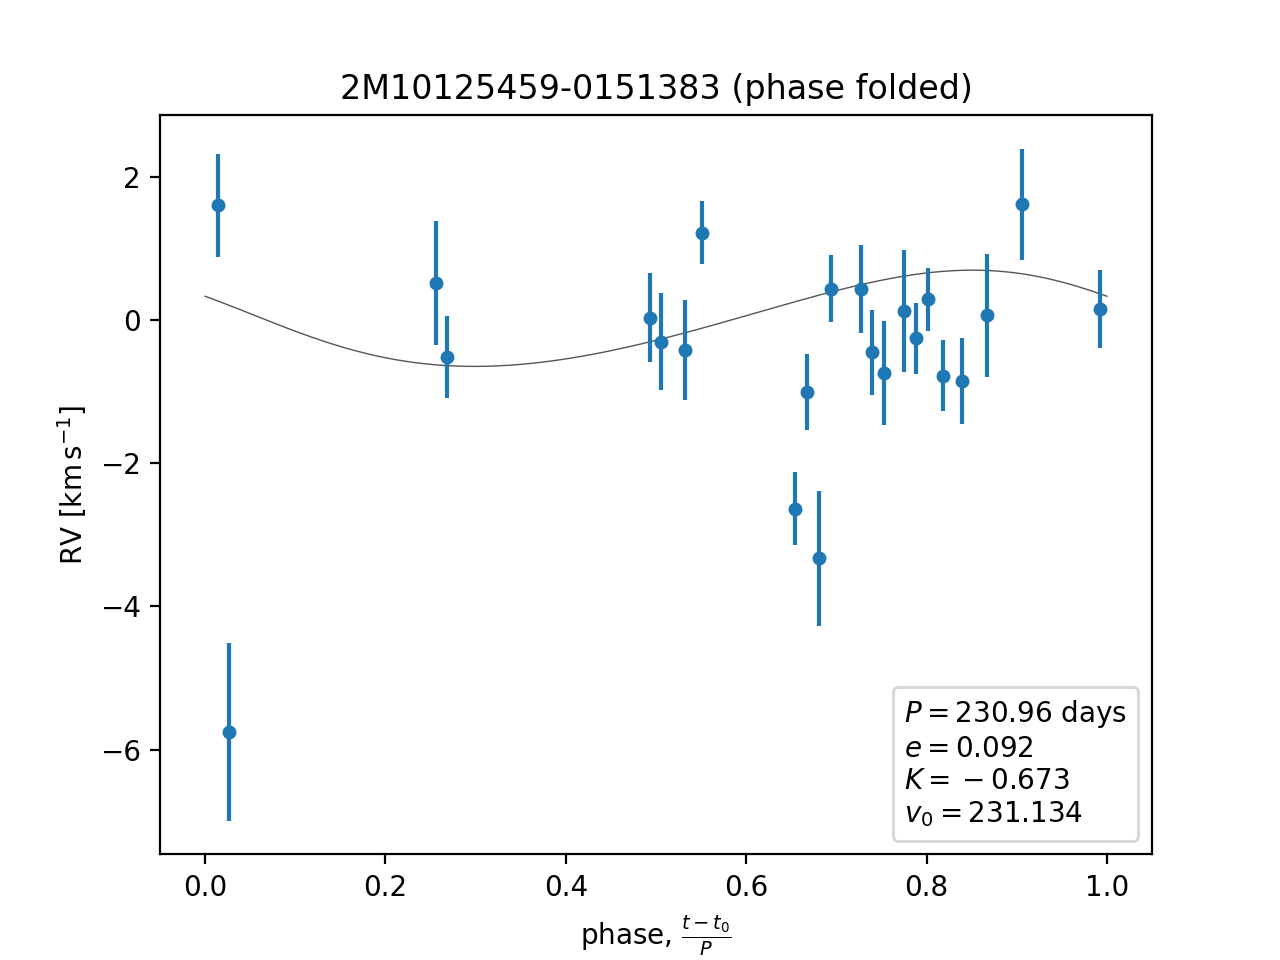 2M10125459-0151383 (phase folded)
RV [km s⁻¹]
2
0
−2
−4
−6
P = 230.96 days
e = 0.092
K = −0.673
v₀ = 231.134
0.0 0.2 0.4 0.6 0.8 1.0
phase, (t − t₀)/P